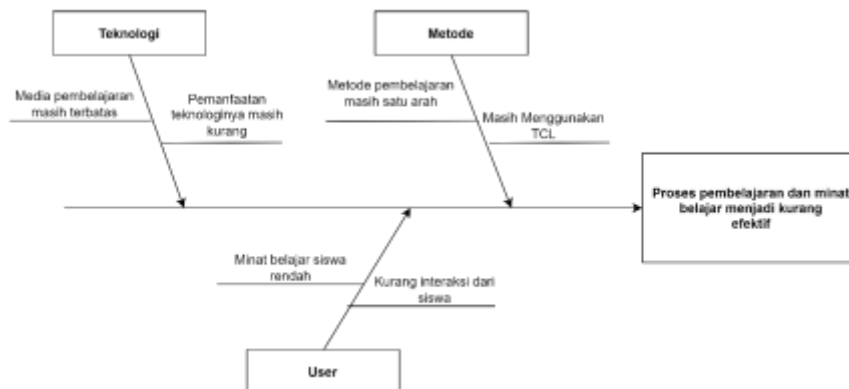 Teknologi
Metode
Media pembelajaran
masih terbatas
Pemanfaatan
teknologinya masih
kurang
Metode pembelajaran
masih satu arah
Masih Menggunakan
TCL
Proses pembelajaran dan minat
belajar menjadi kurang
efektif
Minat belajar siswa
rendah
Kurang interaksi dari
siswa
User